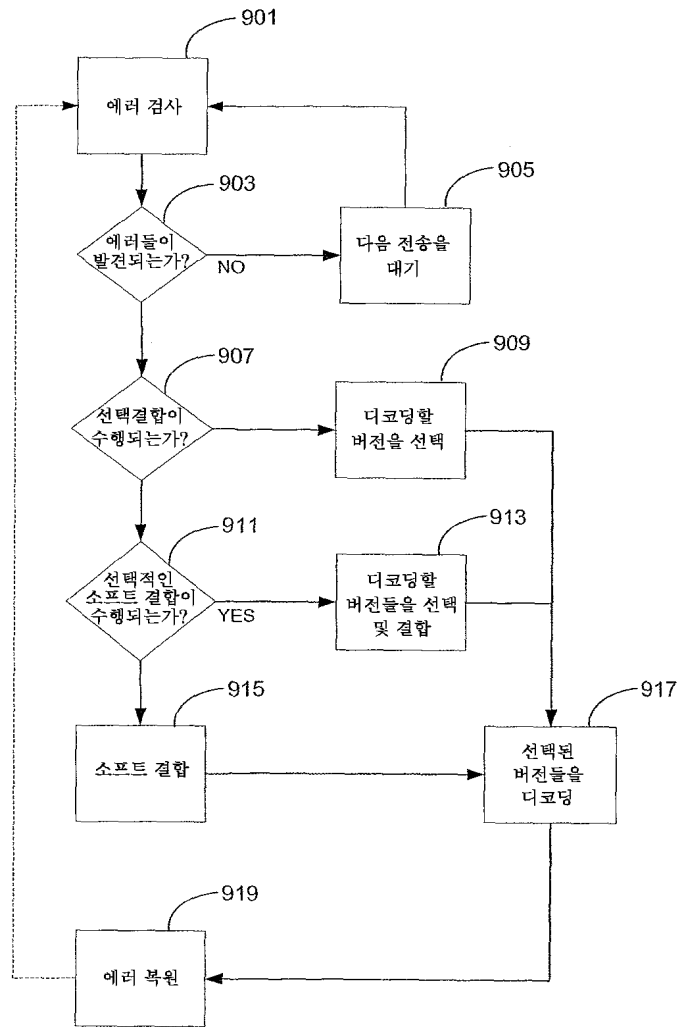 901
에러 검사
903
에러들이
발견되는가?
NO
905
다음 전송을
대기
907
선택결합이
수행되는가?
909
디코딩할
버전을 선택
911
선택적인
소프트 결합이
수행되는가?
YES
913
디코딩할
버전들을 선택
및 결합
915
소프트 결합
917
선택된
버전들을
디코딩
919
에러 복원